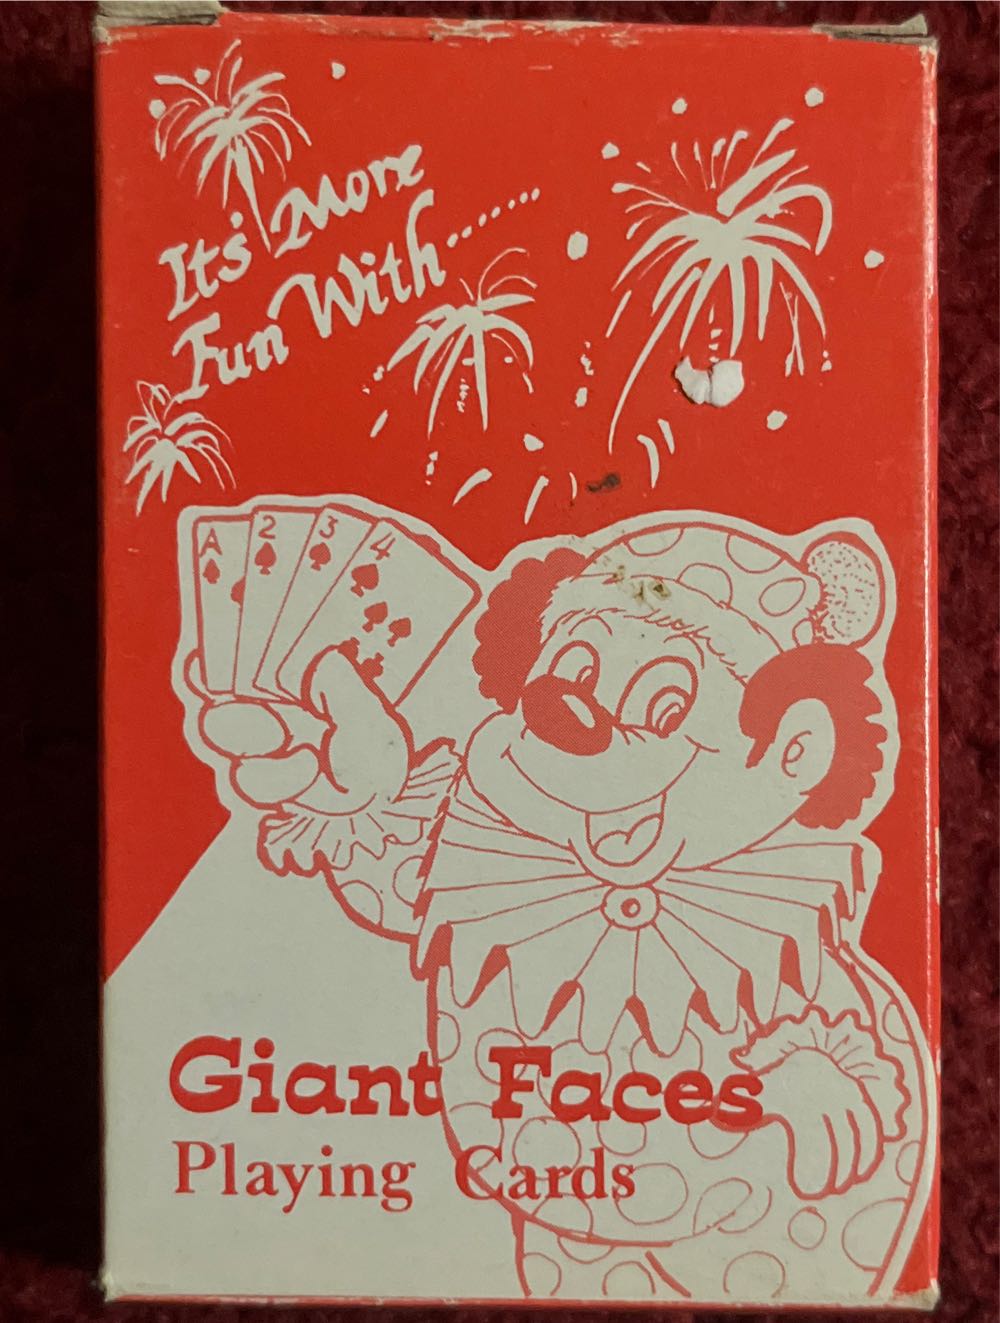 It's More
Fun With.......
A 2 3 4
Giant Faces
Playing Cards